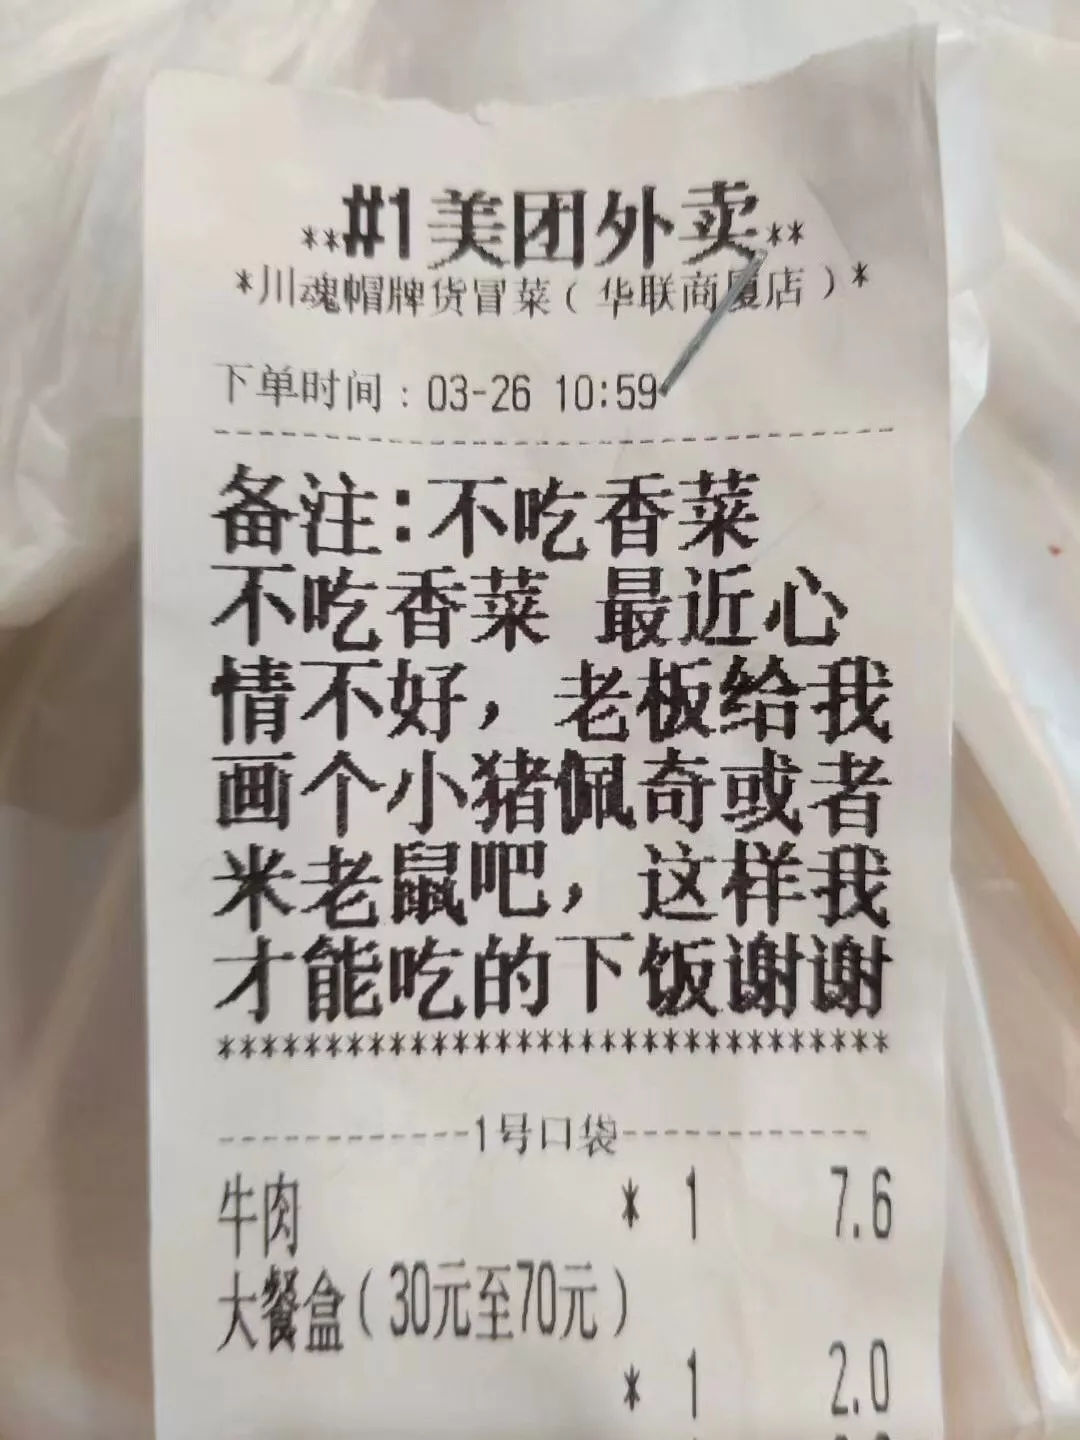 **#1美团外卖**
*川魂帽牌货冒菜(华联商厦店)*
下单时间:03-26 10:59
备注:不吃香菜
不吃香菜 最近心
情不好，老板给我
画个小猪佩奇或者
米老鼠吧，这样我
才能吃的下饭谢谢
********************************
------------1号口袋------------
牛肉 * 1 7.6
大餐盒(30元至70元)
* 1 2.0